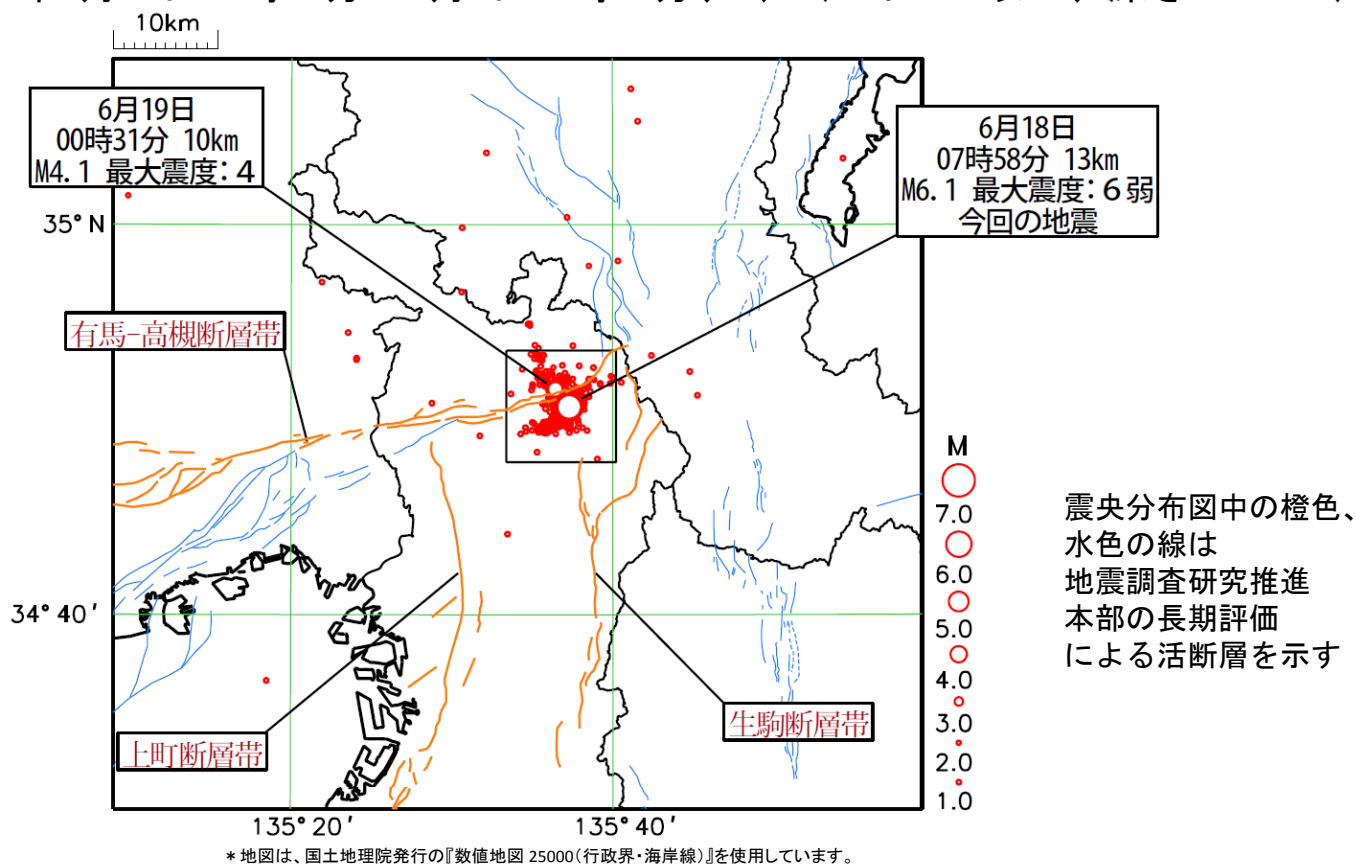 10km
6月19日
00時31分 10km
M4.1 最大震度:4
6月18日
07時58分 13km
M6.1 最大震度:6弱
今回の地震
35°N
有馬−高槻断層帯
M
7.0
6.0
5.0
4.0
3.0
2.0
1.0
震央分布図中の橙色、
水色の線は
地震調査研究推進
本部の長期評価
による活断層を示す
34°40′
生駒断層帯
上町断層帯
135°20′
135°40′
*地図は、国土地理院発行の『数値地図25000(行政界・海岸線)』を使用しています。